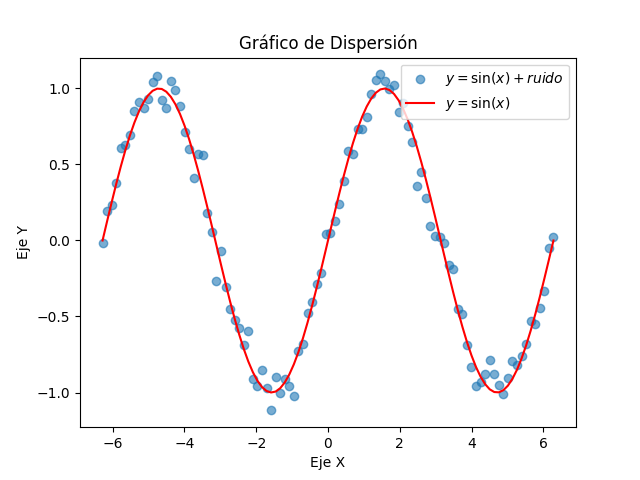 Gráfico de Dispersión
y = sin(x) + ruido
y = sin(x)
1.0
0.5
0.0
−0.5
−1.0
Eje Y
−6 −4 −2 0 2 4 6
Eje X